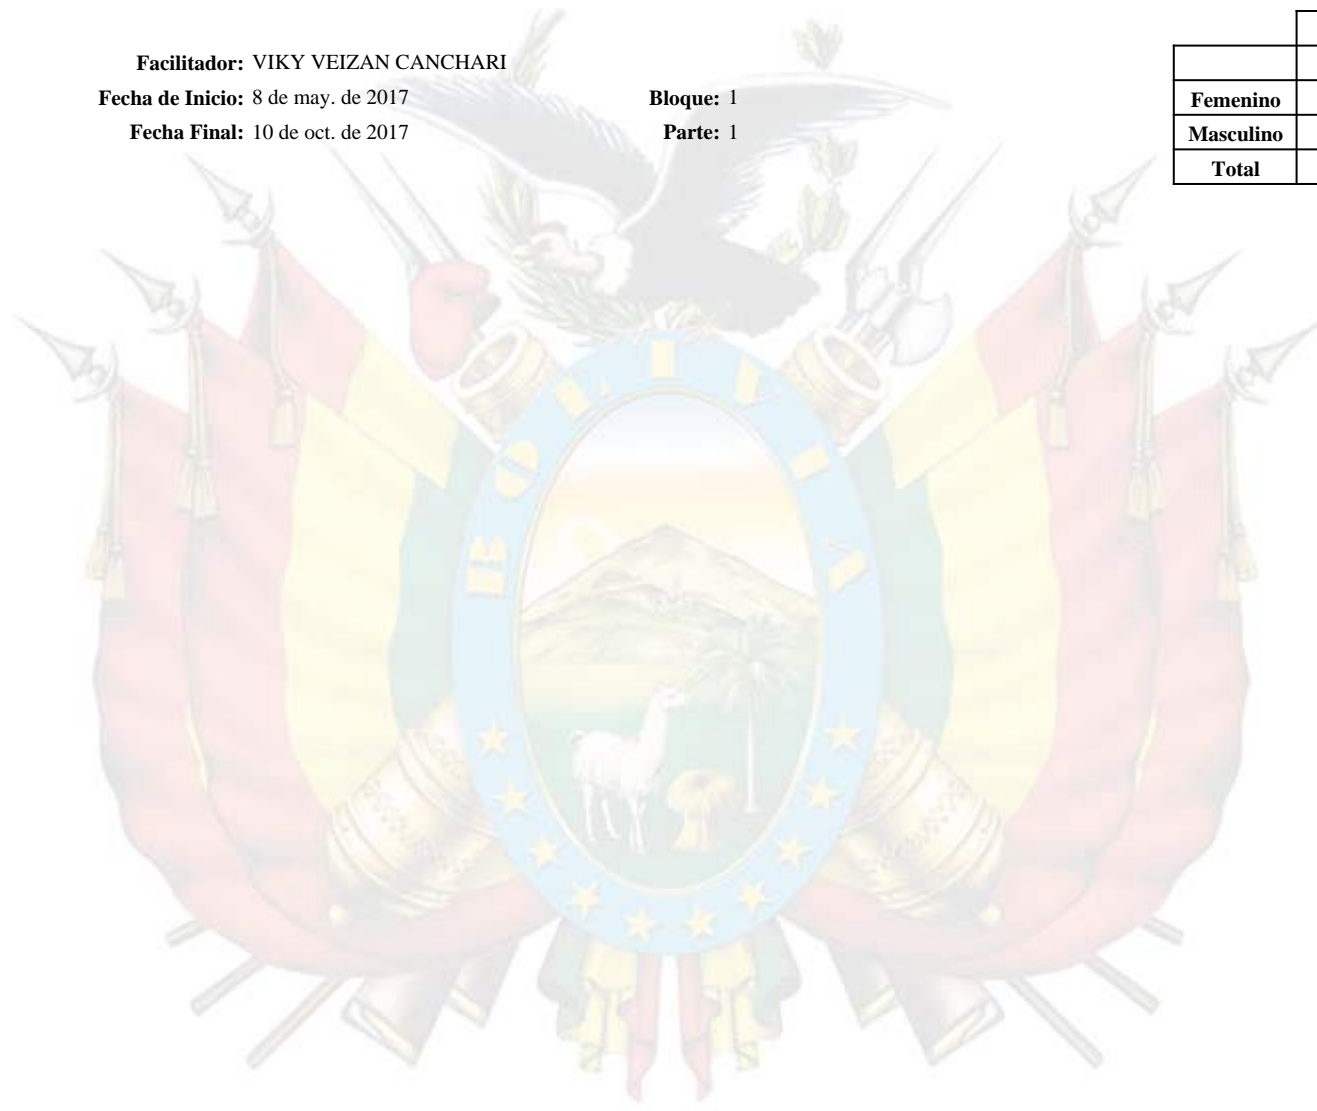 Facilitador: VIKY VEIZAN CANCHARI
Fecha de Inicio: 8 de may. de 2017 Bloque: 1
Fecha Final: 10 de oct. de 2017 Parte: 1
Femenino
Masculino
Total
BOLIVIA